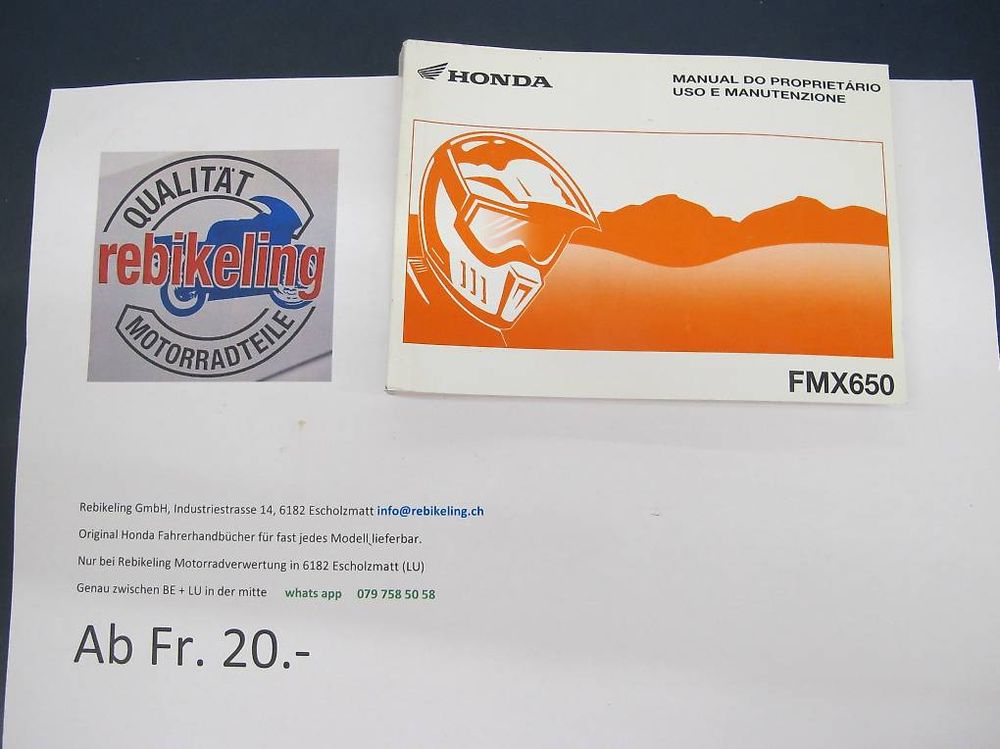 HONDA
MANUAL DO PROPRIETÁRIO
USO E MANUTENZIONE
FMX650
QUALITÄT
rebikeling
MOTORRADTEILE
Rebikeling GmbH, Industriestrasse 14, 6182 Escholzmatt info@rebikeling.ch
Original Honda Fahrerhandbücher für fast jedes Modell lieferbar.
Nur bei Rebikeling Motorradverwertung in 6182 Escholzmatt (LU)
Genau zwischen BE + LU in der mitte whats app 079 758 50 58
Ab Fr. 20.-